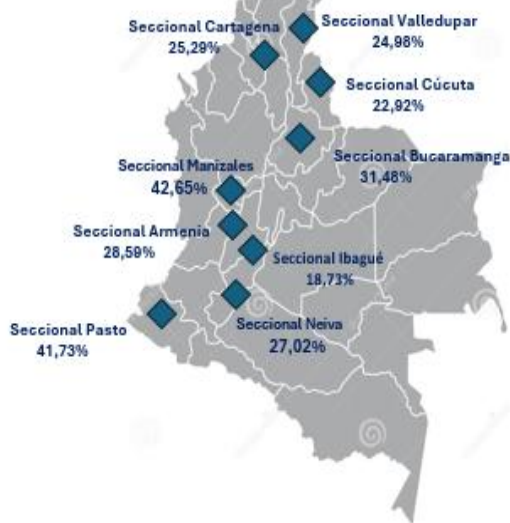 Seccional Cartagena
25,29%
Seccional Valledupar
24,98%
Seccional Cúcuta
22,92%
Seccional Bucaramanga
31,48%
Seccional Manizales
42,65%
Seccional Armenia
28,59%
Seccional Ibagué
18,73%
Seccional Neiva
27,02%
Seccional Pasto
41,73%